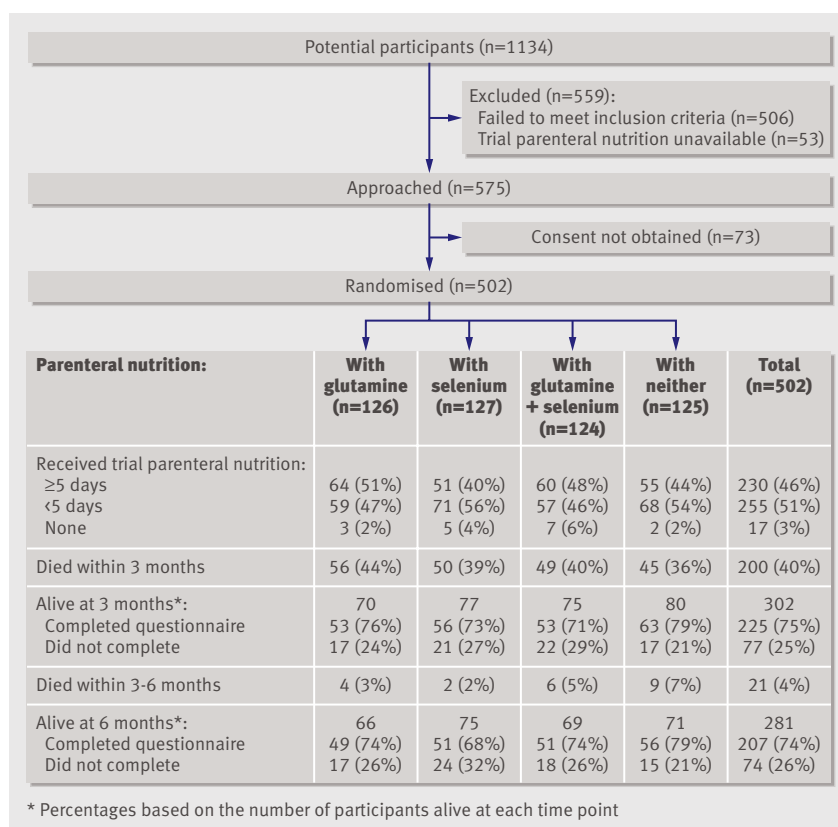 Potential participants (n=1134)
Excluded (n=559):
Failed to meet inclusion criteria (n=506)
Trial parenteral nutrition unavailable (n=53)
Approached (n=575)
Consent not obtained (n=73)
Randomised (n=502)
Parenteral nutrition:
With glutamine (n=126)
With selenium (n=127)
With glutamine + selenium (n=124)
With neither (n=125)
Total (n=502)
Received trial parenteral nutrition:
≥5 days 64 (51%) 51 (40%) 60 (48%) 55 (44%) 230 (46%)
<5 days 59 (47%) 71 (56%) 57 (46%) 68 (54%) 255 (51%)
None 3 (2%) 5 (4%) 7 (6%) 2 (2%) 17 (3%)
Died within 3 months 56 (44%) 50 (39%) 49 (40%) 45 (36%) 200 (40%)
Alive at 3 months*: 70 77 75 80 302
Completed questionnaire 53 (76%) 56 (73%) 53 (71%) 63 (79%) 225 (75%)
Did not complete 17 (24%) 21 (27%) 22 (29%) 17 (21%) 77 (25%)
Died within 3-6 months 4 (3%) 2 (2%) 6 (5%) 9 (7%) 21 (4%)
Alive at 6 months*: 66 75 69 71 281
Completed questionnaire 49 (74%) 51 (68%) 51 (74%) 56 (79%) 207 (74%)
Did not complete 17 (26%) 24 (32%) 18 (26%) 15 (21%) 74 (26%)
* Percentages based on the number of participants alive at each time point